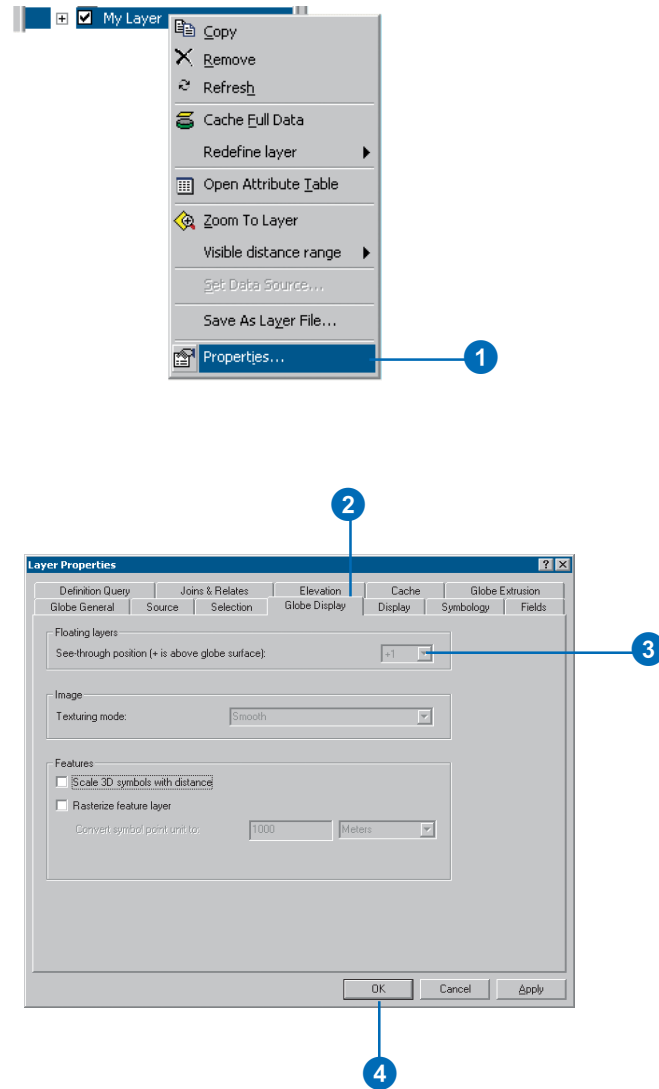 My Layer
Copy
Remove
Refresh
Cache Full Data
Redefine layer
Open Attribute Table
Zoom To Layer
Visible distance range
Set Data Source...
Save As Layer File...
Properties...
1
2
Layer Properties
Definition Query Joins & Relates Elevation Cache Globe Extrusion
Globe General Source Selection Globe Display Display Symbology Fields
Floating layers
See-through position (+ is above globe surface): +1
3
Image
Texturing mode: Smooth
Features
Scale 3D symbols with distance
Rasterize feature layer
Convert symbol point unit to: 1000 Meters
OK Cancel Apply
4